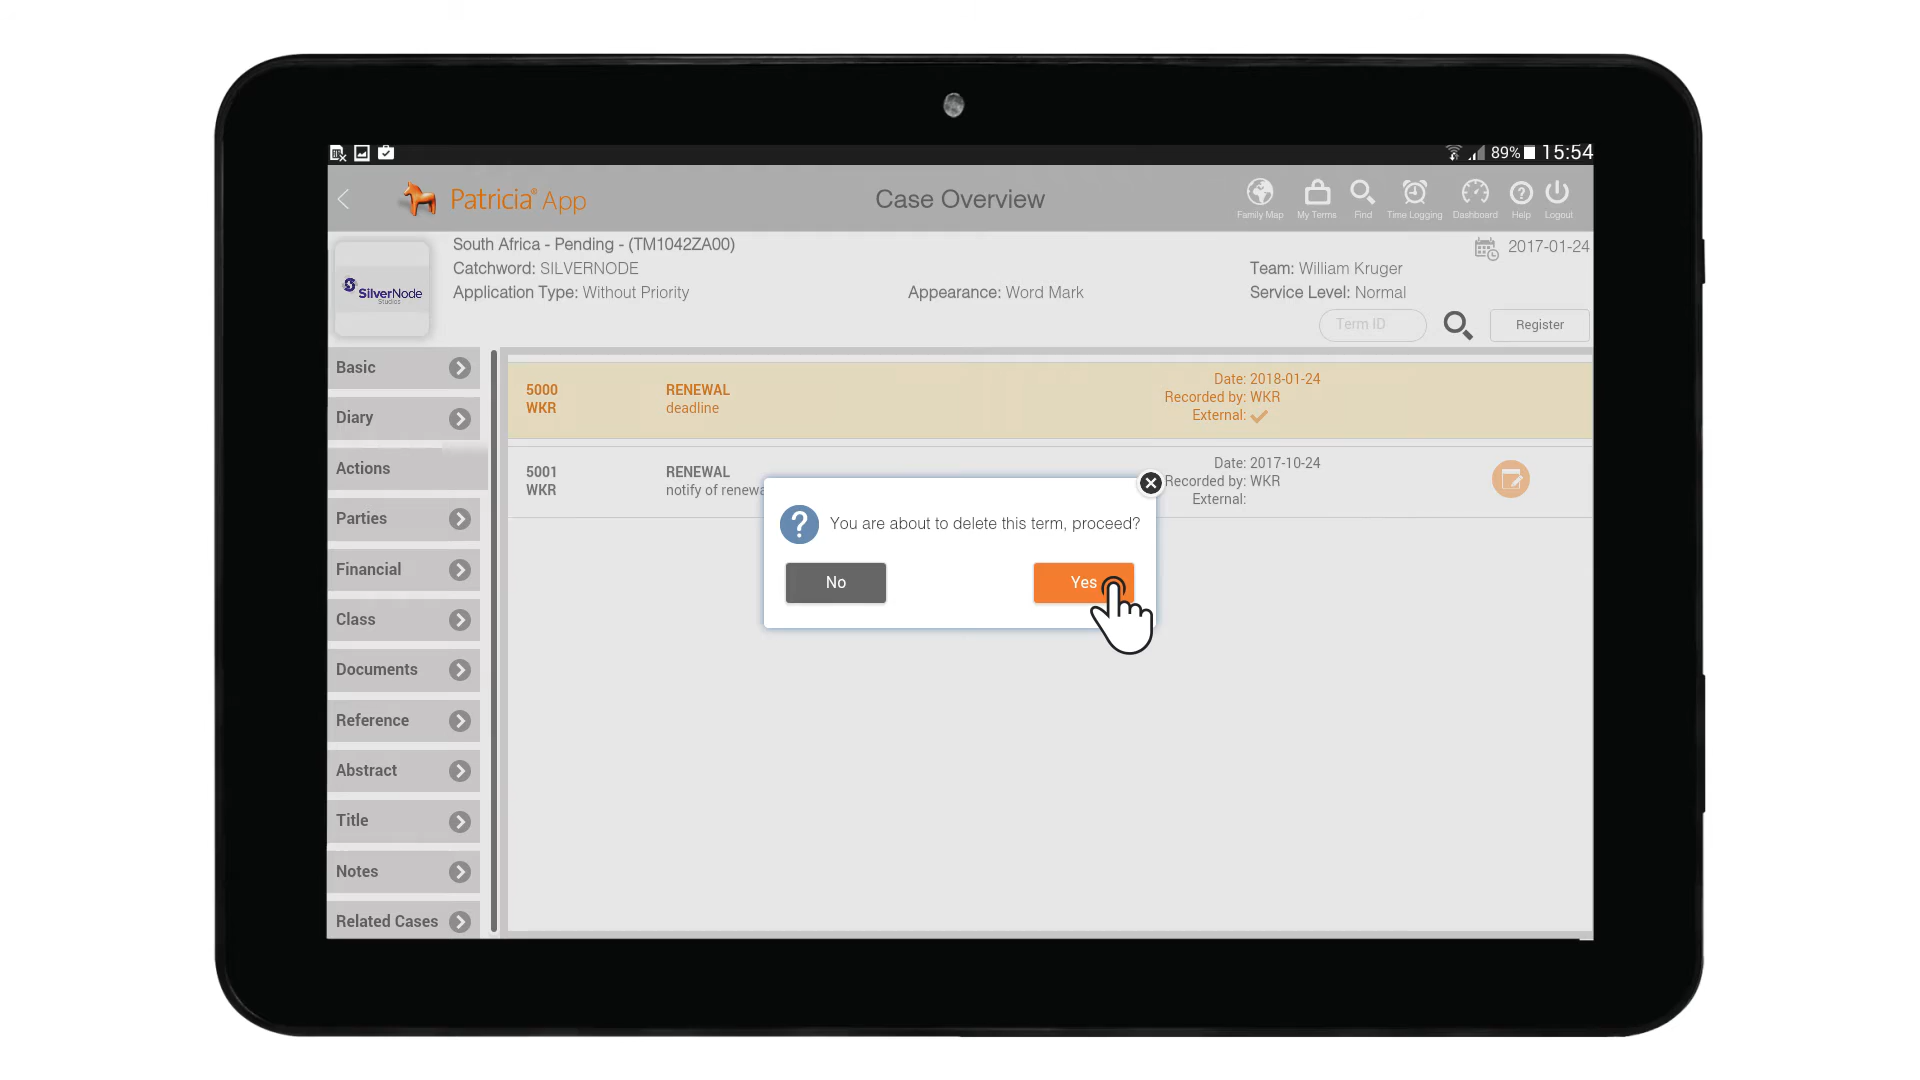 89% 15:54
Patricia® App
Case Overview
Family Map My Terms Find Time Logging Dashboard Help Logout
SilverNode
Studios
South Africa - Pending - (TM1042ZA00)
2017-01-24
Catchword: SILVERNODE
Team: William Kruger
Application Type: Without Priority
Appearance: Word Mark
Service Level: Normal
Term ID
Register
Basic
Diary
Actions
Parties
Financial
Class
Documents
Reference
Abstract
Title
Notes
Related Cases
5000
WKR
RENEWAL
deadline
Date: 2018-01-24
Recorded by: WKR
External:
5001
WKR
RENEWAL
notify of renewa
Date: 2017-10-24
Recorded by: WKR
External:
You are about to delete this term, proceed?
No
Yes